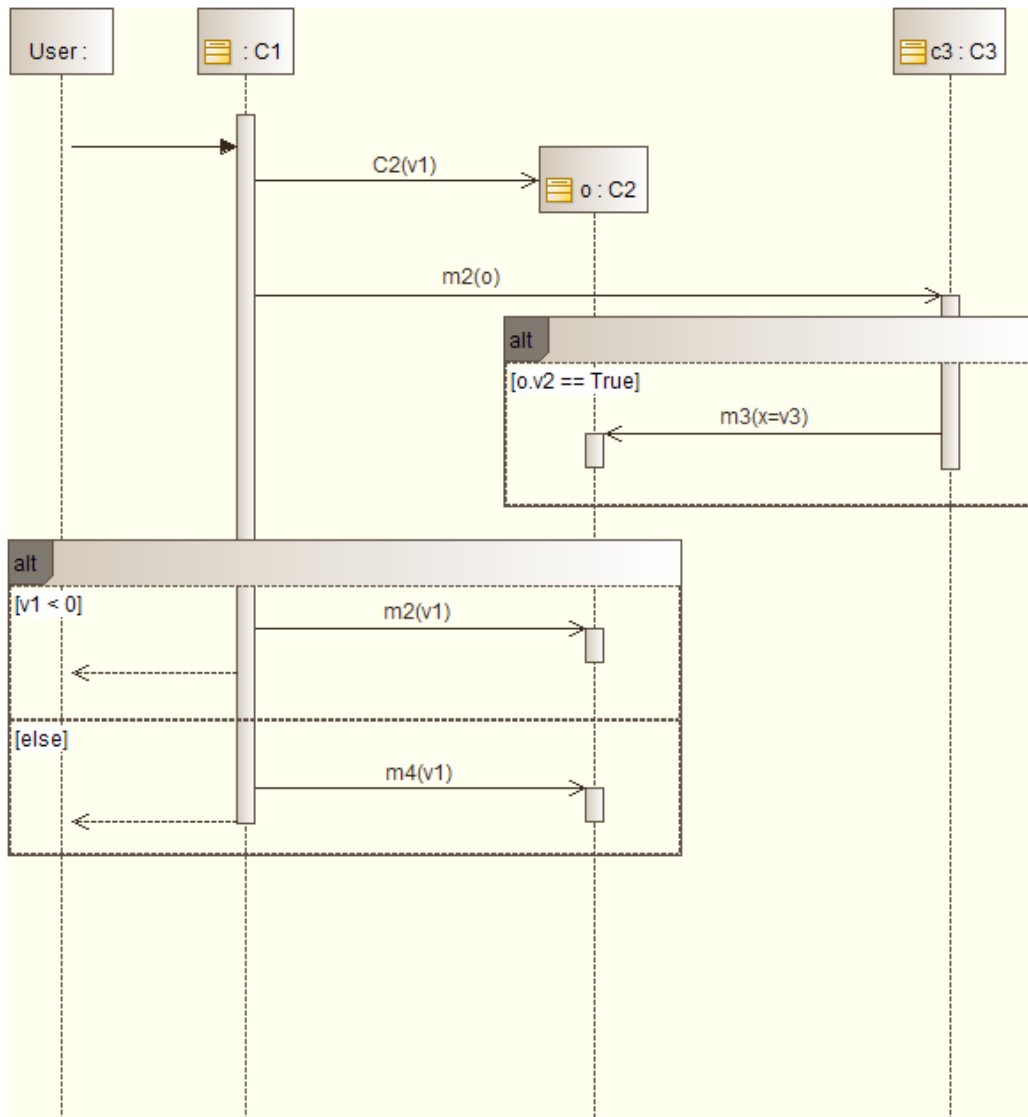 User :
: C1
c3 : C3
C2(v1)
o : C2
m2(o)
alt
[o.v2 == True]
m3(x=v3)
alt
[v1 < 0]
m2(v1)
[else]
m4(v1)